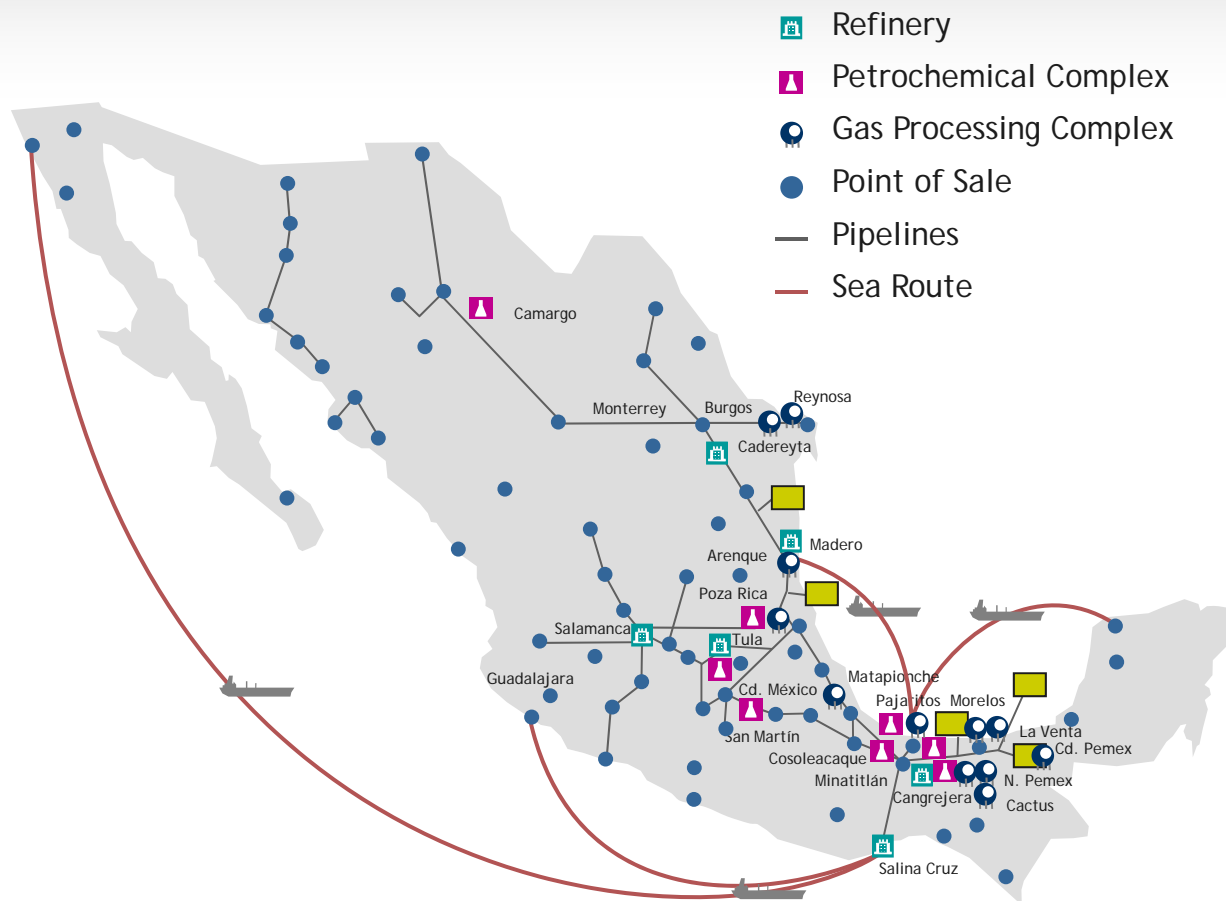 Refinery
Petrochemical Complex
Gas Processing Complex
Point of Sale
Pipelines
Sea Route
Camargo
Reynosa
Monterrey
Burgos
Cadereyta
Madero
Arenque
Poza Rica
Salamanca
Tula
Guadalajara
Cd. México
Matapionche
Pajaritos
Morelos
San Martín
La Venta
Cosoleacaque
Cd. Pemex
Minatitlán
N. Pemex
Cangrejera
Cactus
Salina Cruz